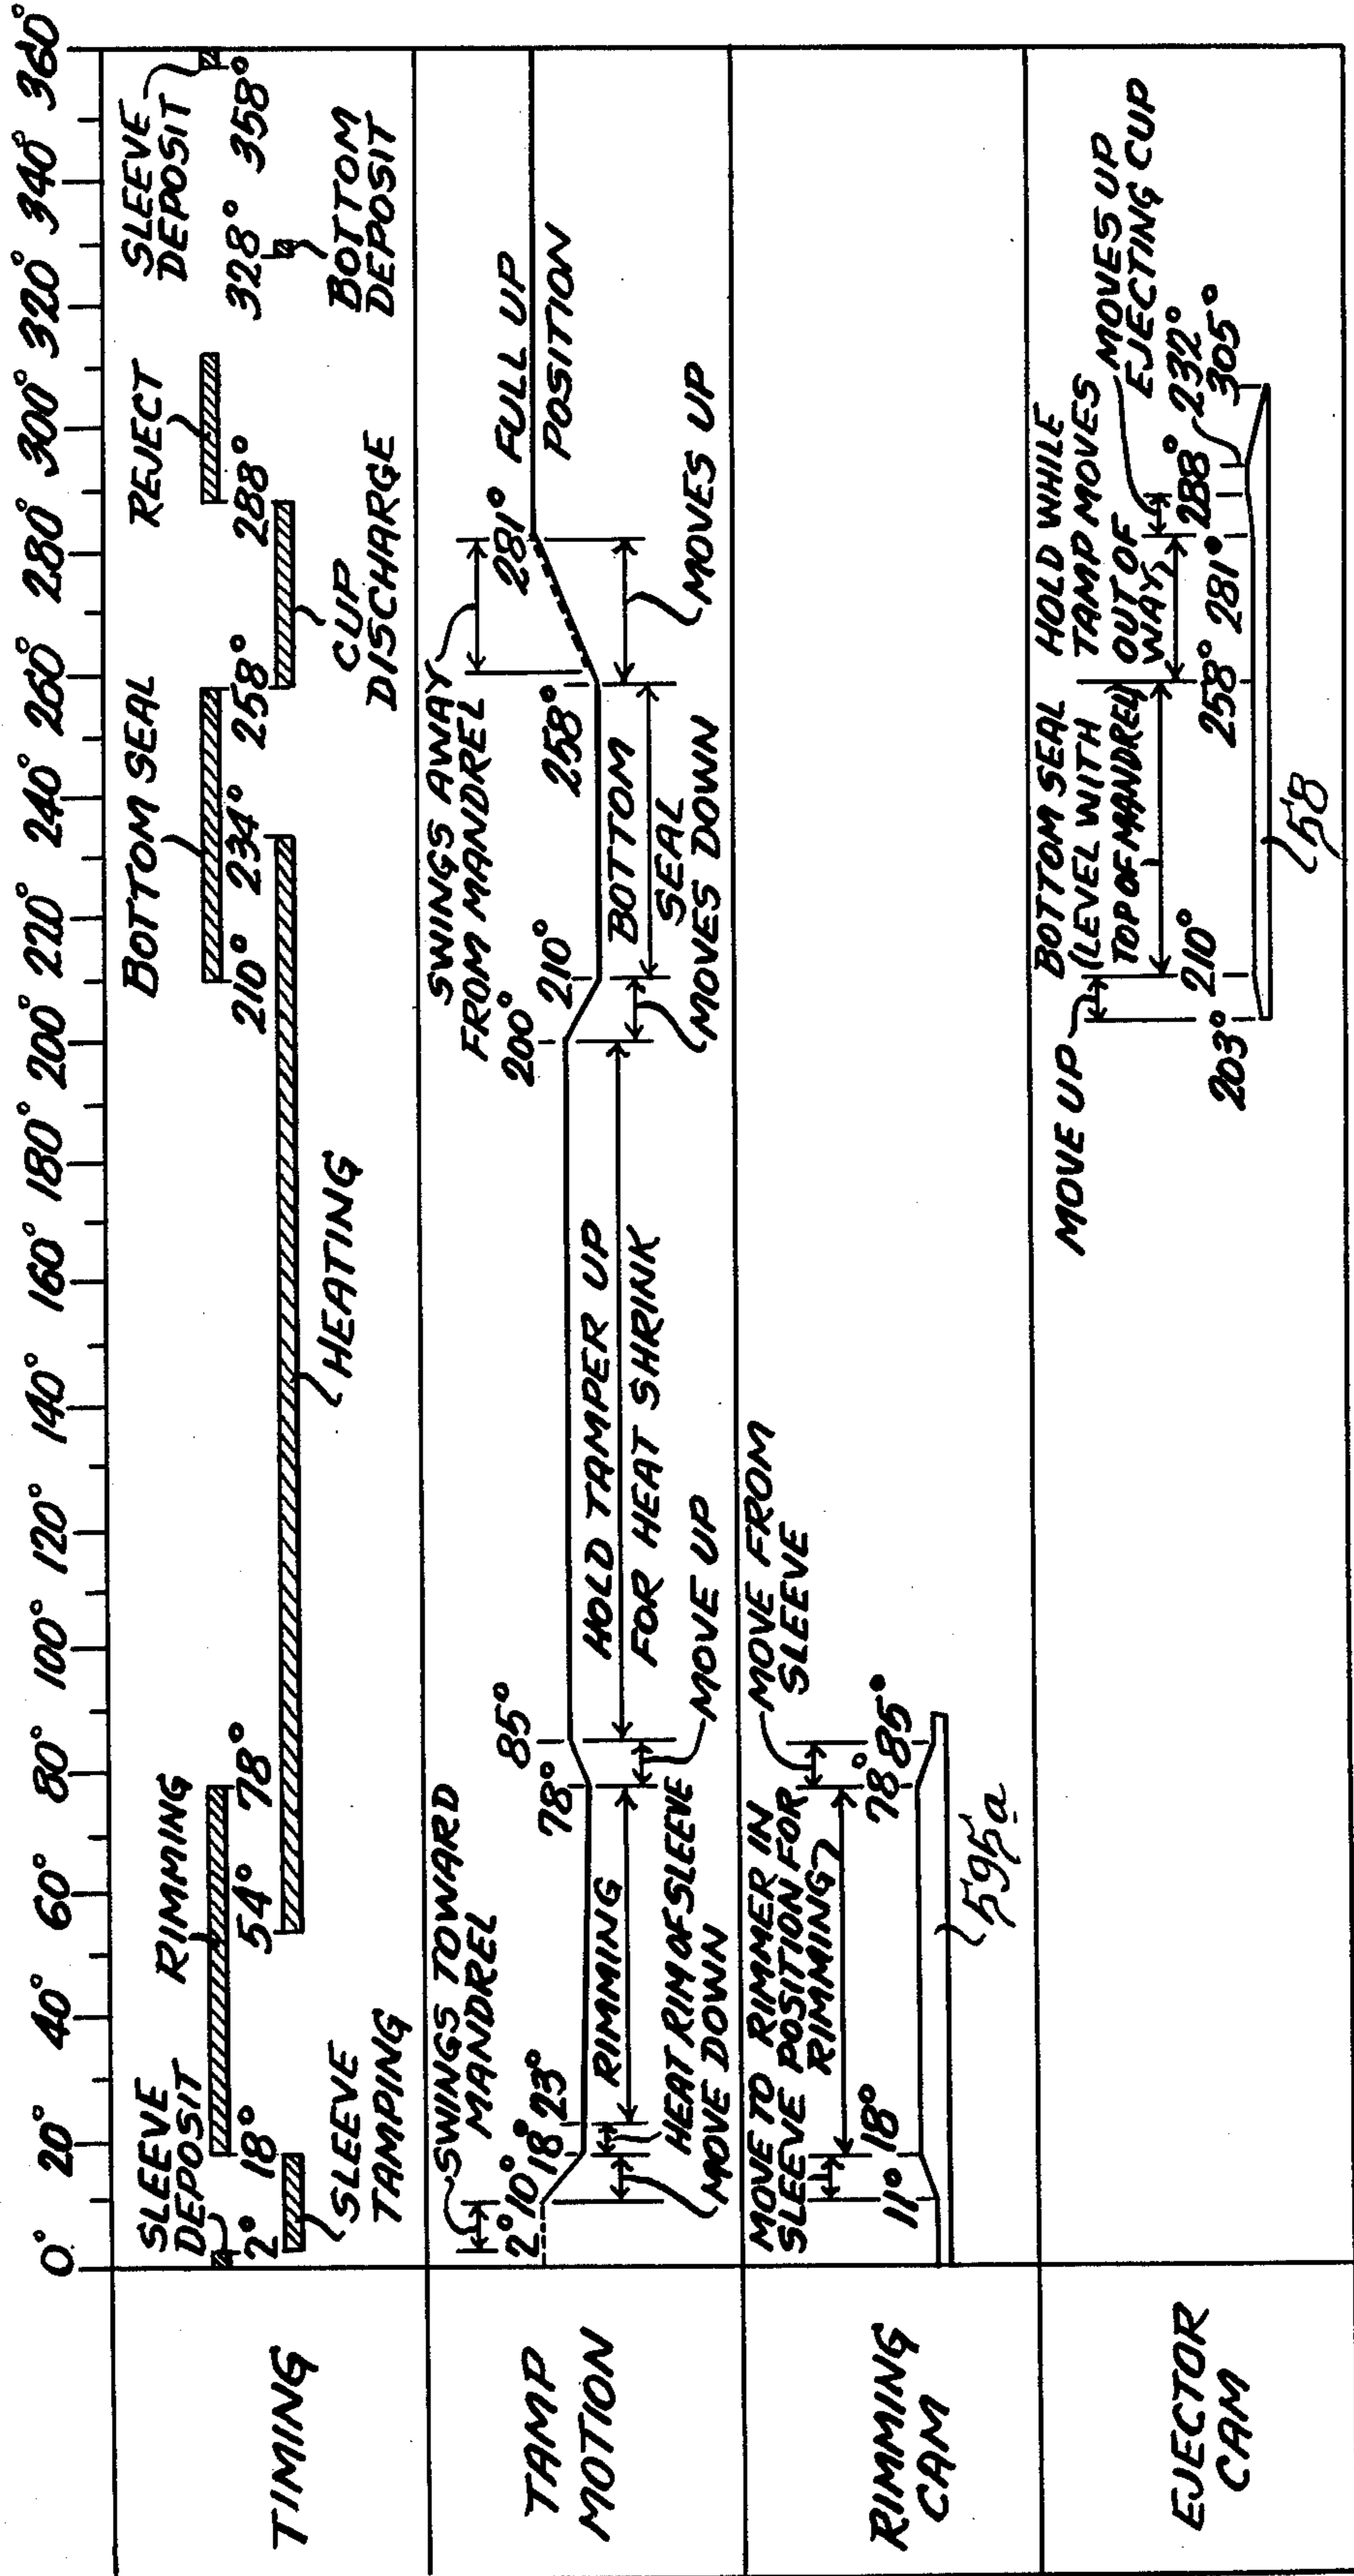 0° 20° 40° 60° 80° 100° 120° 140° 160° 180° 200° 220° 240° 260° 280° 300° 320° 340° 360°
TIMING
SLEEVE
DEPOSIT
2° 18°
SLEEVE
TAMPING
RIMMING
54° 78°
HEATING
BOTTOM SEAL
210° 234° 258°
CUP
DISCHARGE
REJECT
288°
SLEEVE
DEPOSIT
328° 358°
BOTTOM
DEPOSIT
TAMP
MOTION
SWINGS TOWARD
MANDREL
2° 10° 18° 23°
RIMMING
HEAT RIM OF SLEEVE
MOVE DOWN
78° 85°
MOVE UP
HOLD TAMPER UP
FOR HEAT SHRINK
200° 210°
MOVES DOWN
BOTTOM
SEAL
258°
SWINGS AWAY
FROM MANDREL
281°
MOVES UP
FULL UP
POSITION
RIMMING
CAM
MOVE TO
SLEEVE
RIMMER IN
POSITION FOR
RIMMING
11° 18°
78° 85°
MOVE FROM
SLEEVE
595a
EJECTOR
CAM
MOVE UP
203° 210°
BOTTOM SEAL
(LEVEL WITH
TOP OF MANDREL)
258° 281° 288°
HOLD WHILE
TAMP MOVES
OUT OF
WAY
MOVES UP
EJECTING CUP
232°
305°
58